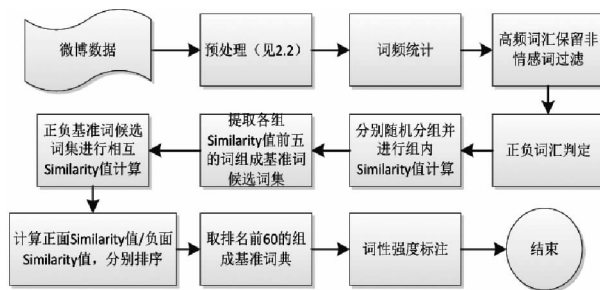 微博数据
预处理（见2.2）
词频统计
高频词汇保留非
情感词过滤
正负词汇判定
分别随机分组并
进行组内
Similarity值计算
提取各组
Similarity值前五
的词组成基准词
候选词集
正负基准词候选
词集进行相互
Similarity值计算
计算正面Similarity值/负面
Similarity值，分别排序
取排名前60的组
成基准词典
词性强度标注
结束